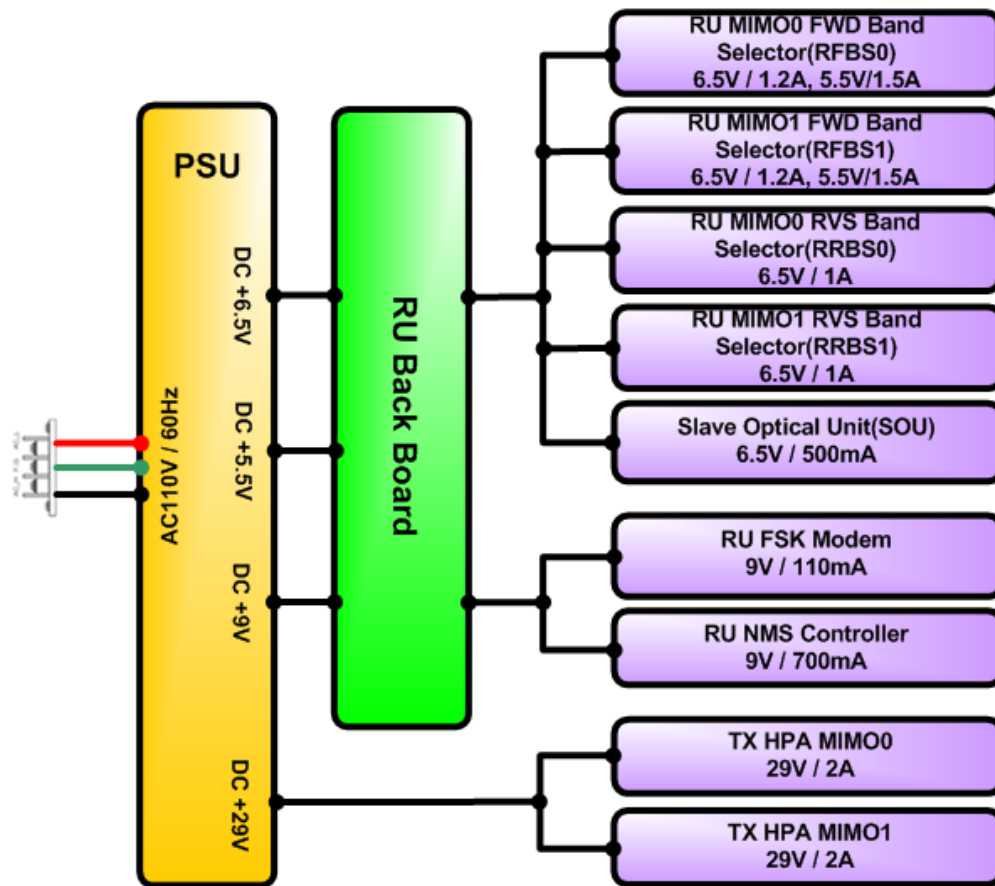 PSU
AC110V / 60Hz
DC +6.5V
DC +5.5V
DC +9V
DC +29V
RU Back Board
RU MIMO0 FWD Band
Selector(RFBS0)
6.5V / 1.2A, 5.5V/1.5A
RU MIMO1 FWD Band
Selector(RFBS1)
6.5V / 1.2A, 5.5V/1.5A
RU MIMO0 RVS Band
Selector(RRBS0)
6.5V / 1A
RU MIMO1 RVS Band
Selector(RRBS1)
6.5V / 1A
Slave Optical Unit(SOU)
6.5V / 500mA
RU FSK Modem
9V / 110mA
RU NMS Controller
9V / 700mA
TX HPA MIMO0
29V / 2A
TX HPA MIMO1
29V / 2A